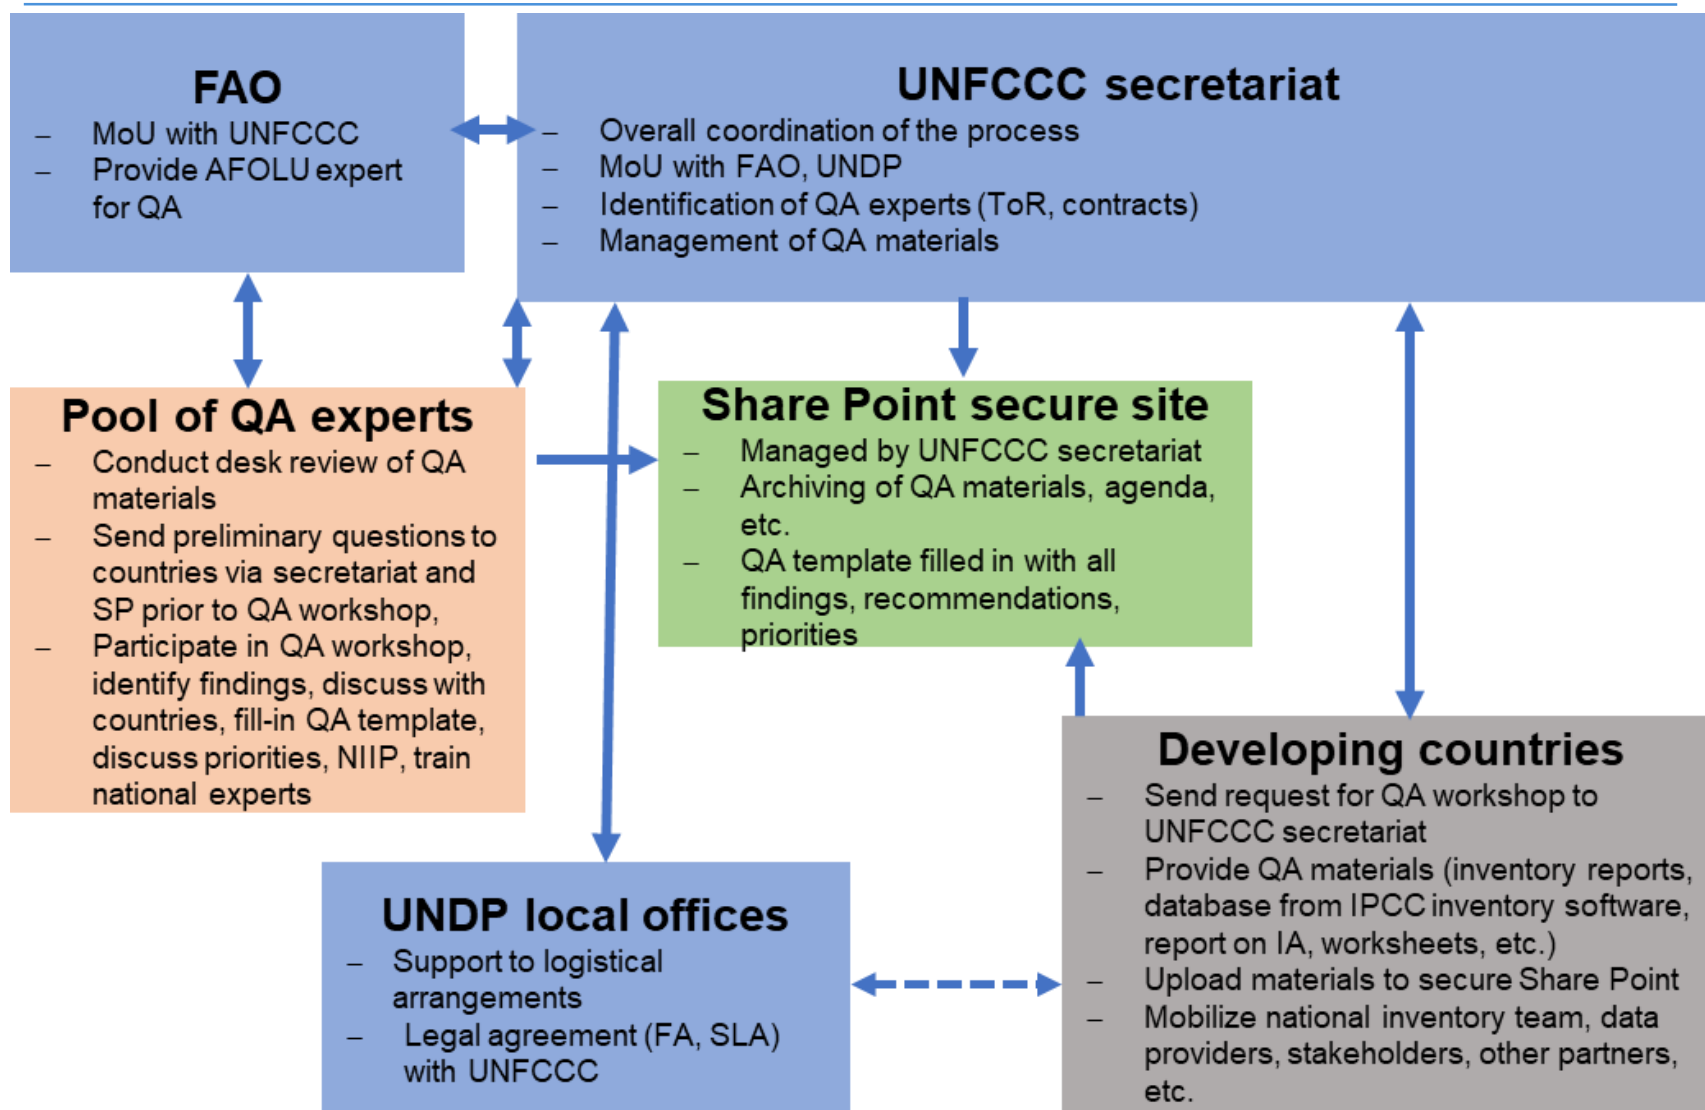 FAO
– MoU with UNFCCC
– Provide AFOLU expert
for QA
UNFCCC secretariat
– Overall coordination of the process
– MoU with FAO, UNDP
– Identification of QA experts (ToR, contracts)
– Management of QA materials
Pool of QA experts
– Conduct desk review of QA
materials
– Send preliminary questions to
countries via secretariat and
SP prior to QA workshop,
– Participate in QA workshop,
identify findings, discuss with
countries, fill-in QA template,
discuss priorities, NIIP, train
national experts
Share Point secure site
– Managed by UNFCCC secretariat
– Archiving of QA materials, agenda,
etc.
– QA template filled in with all
findings, recommendations,
priorities
UNDP local offices
– Support to logistical
arrangements
– Legal agreement (FA, SLA)
with UNFCCC
Developing countries
– Send request for QA workshop to
UNFCCC secretariat
– Provide QA materials (inventory reports,
database from IPCC inventory software,
report on IA, worksheets, etc.)
– Upload materials to secure Share Point
– Mobilize national inventory team, data
providers, stakeholders, other partners,
etc.